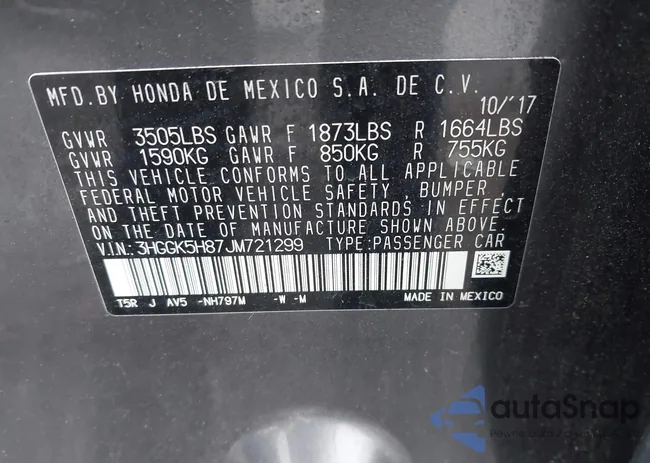 MFD.BY HONDA DE MEXICO S.A. DE C.V.
10/'17
GVWR 3505LBS GAWR F 1873LBS R 1664LBS
GVWR 1590KG GAWR F 850KG R 755KG
THIS VEHICLE CONFORMS TO ALL APPLICABLE
FEDERAL MOTOR VEHICLE SAFETY, BUMPER
AND THEFT PREVENTION STANDARDS IN EFFECT
ON THE DATE OF MANUFACTURE SHOWN ABOVE.
V.I.N.:3HGGK5H87JM721299 TYPE:PASSENGER CAR
T5R J AV5 -NH797M -W -M MADE IN MEXICO
autaSnap